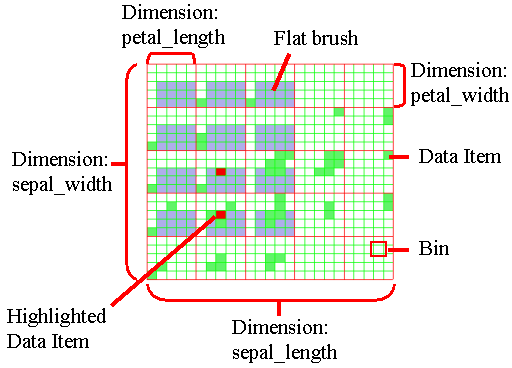 Dimension:
petal_length
Flat brush
Dimension:
petal_width
Dimension:
sepal_width
Data Item
Bin
Highlighted
Data Item
Dimension:
sepal_length